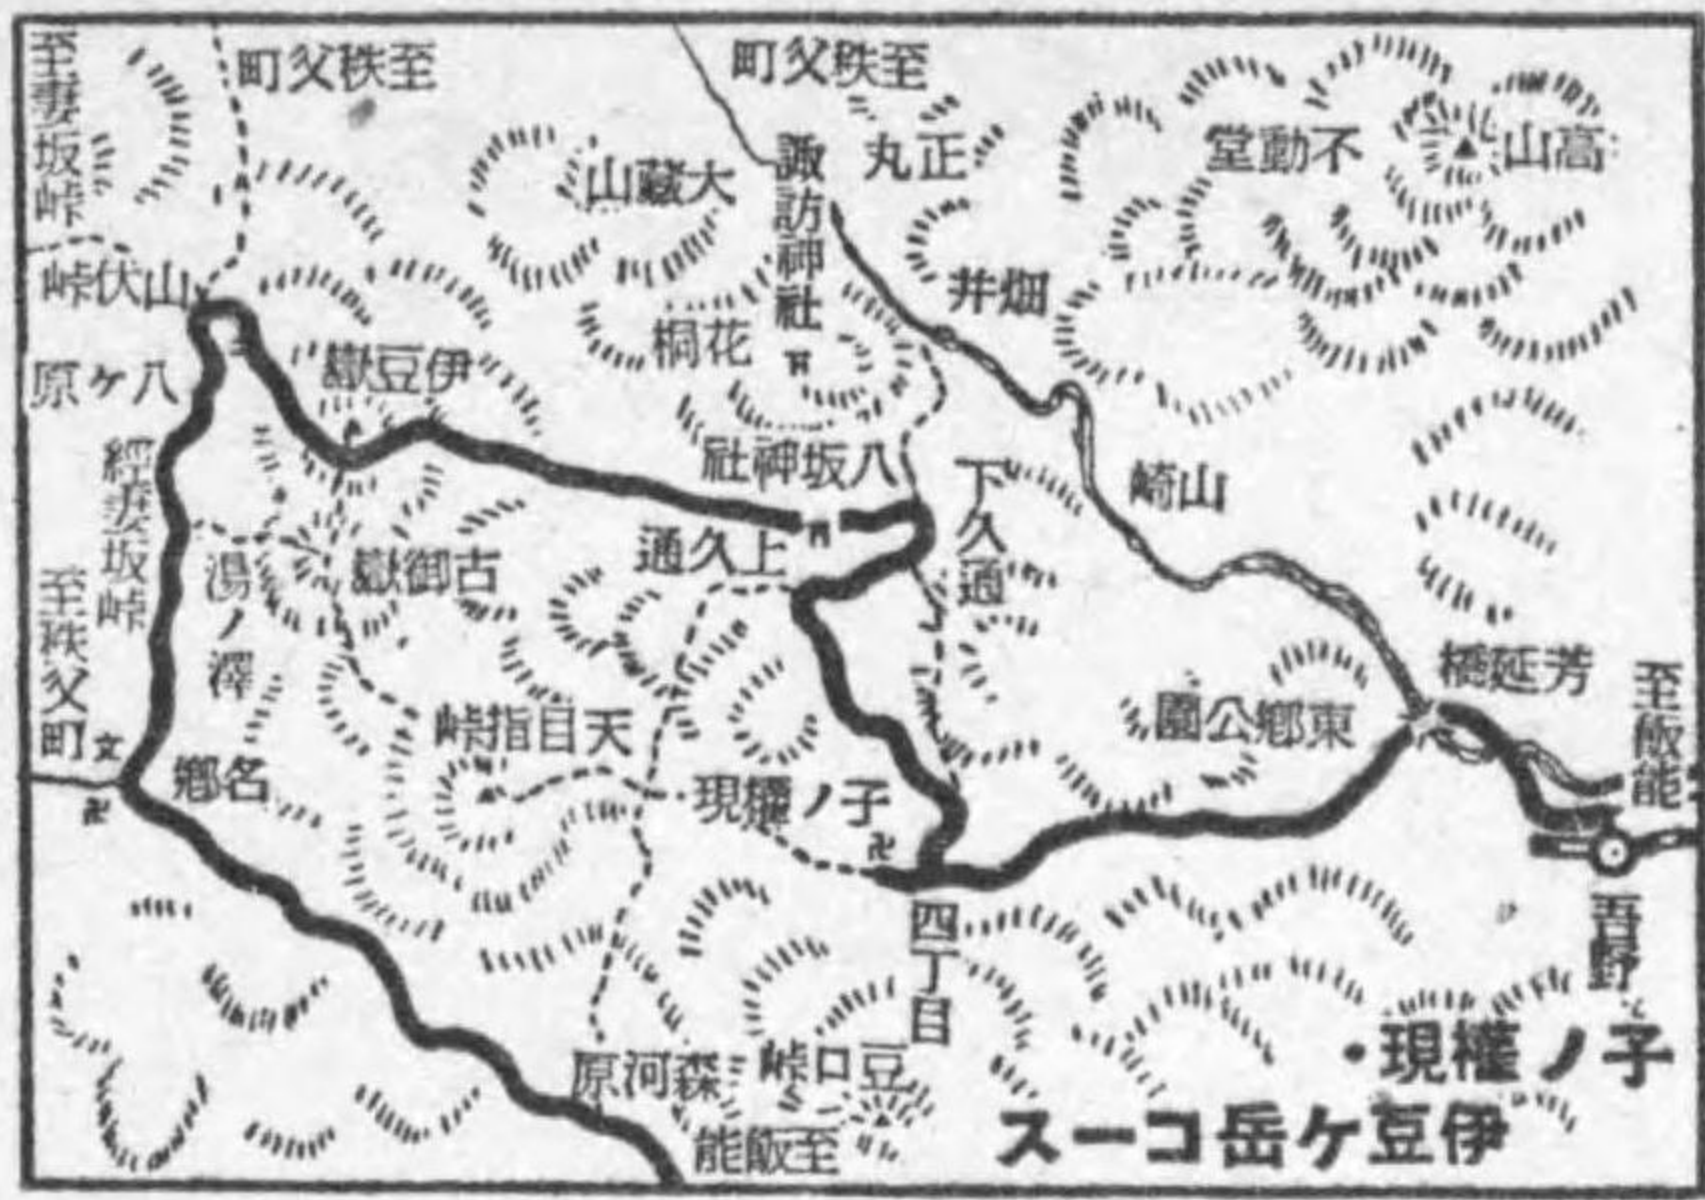 子ノ權現・
伊豆ケ岳コース
至妻坂峠
至秩父町
至秩父町
諏訪神社
正丸
大藏山
不動堂
高山
山伏峠
八ケ原
伊豆嶽
花桐
畑井
經妻坂峠
八坂神社
上久通
下久通
山崎
湯ノ澤
古御嶽
至秩父町
文
名郷
天目指峠
子ノ權現
東郷公園
芳延橋
至飯能
吾野
四丁目
豆口峠
森河原
至飯能